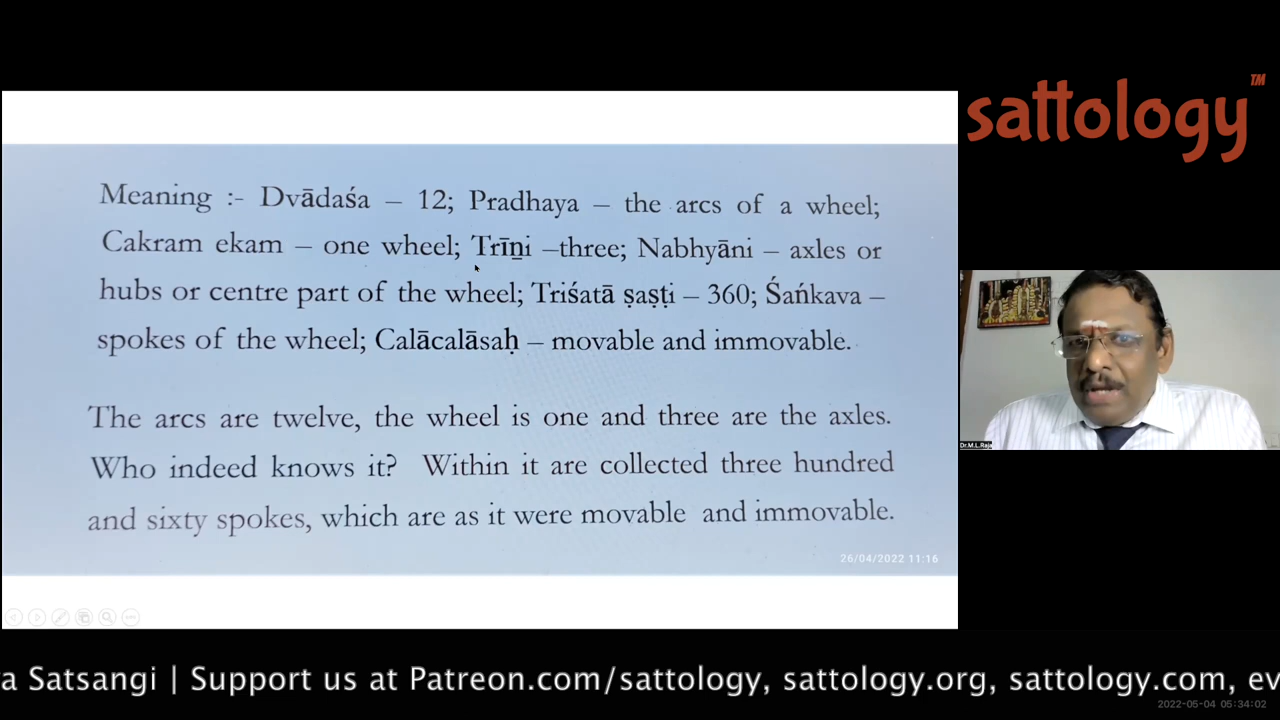 sattology™
Meaning :- Dvādaśa – 12; Pradhaya – the arcs of a wheel;
Cakram ekam – one wheel; Trīṉi –three; Nabhyāni – axles or
hubs or centre part of the wheel; Triśatā ṣaṣṭi – 360; Śańkava –
spokes of the wheel; Calācalāsaḥ – movable and immovable.
The arcs are twelve, the wheel is one and three are the axles.
Who indeed knows it? Within it are collected three hundred
and sixty spokes, which are as it were movable and immovable.
26/04/2022 11:16
Dr.M.L.Raja
a Satsangi | Support us at Patreon.com/sattology, sattology.org, sattology.com, ev
2022-05-04 05:34:02